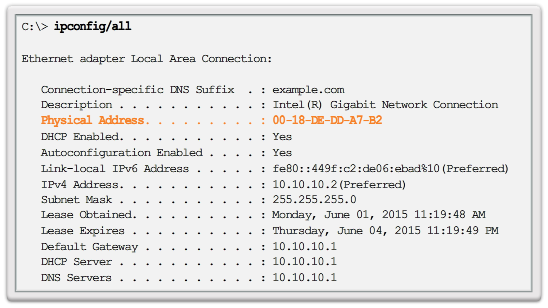 C:\> ipconfig/all
Ethernet adapter Local Area Connection:
Connection-specific DNS Suffix . : example.com
Description . . . . . . . . . . . : Intel(R) Gigabit Network Connection
Physical Address. . . . . . . . . : 00-18-DE-DD-A7-B2
DHCP Enabled. . . . . . . . . . . : Yes
Autoconfiguration Enabled . . . . : Yes
Link-local IPv6 Address . . . . . : fe80::449f:c2:de06:ebad%10(Preferred)
IPv4 Address. . . . . . . . . . . : 10.10.10.2(Preferred)
Subnet Mask . . . . . . . . . . . : 255.255.255.0
Lease Obtained. . . . . . . . . . : Monday, June 01, 2015 11:19:48 AM
Lease Expires . . . . . . . . . . : Thursday, June 04, 2015 11:19:49 PM
Default Gateway . . . . . . . . . : 10.10.10.1
DHCP Server . . . . . . . . . . . : 10.10.10.1
DNS Servers . . . . . . . . . . . : 10.10.10.1